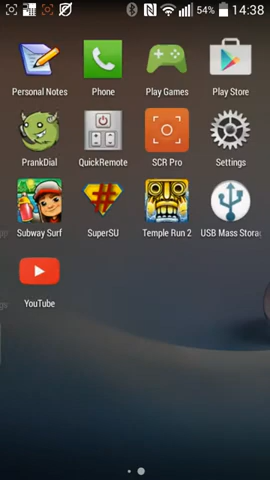 54% 14:38
Personal Notes Phone Play Games Play Store
PrankDial QuickRemote SCR Pro Settings
Subway Surf SuperSU Temple Run 2 USB Mass Storag
YouTube